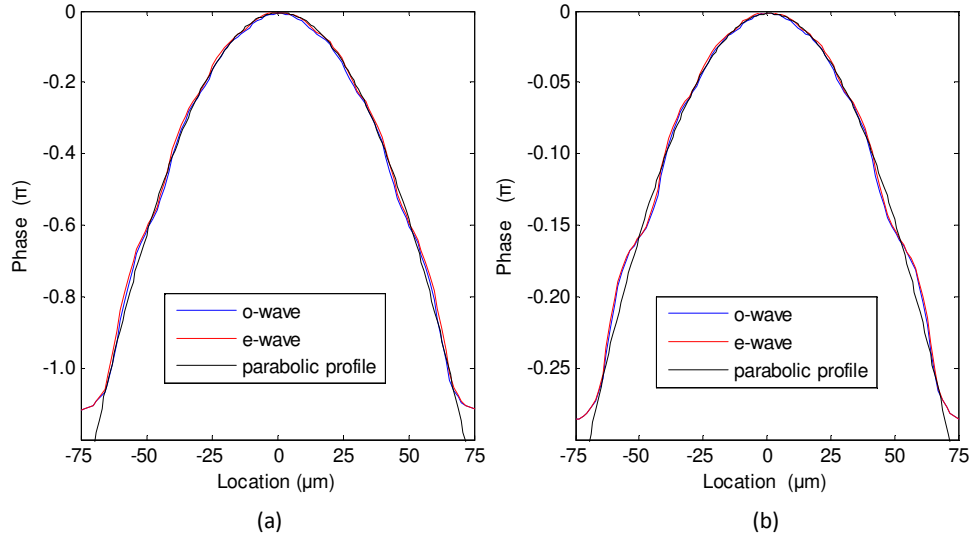 0
-0.2
-0.4
-0.6
-0.8
-1.0
Phase (π)
-75 -50 -25 0 25 50 75
Location (µm)
o-wave
e-wave
parabolic profile
(a)
0
-0.05
-0.10
-0.15
-0.20
-0.25
Phase (π)
-75 -50 -25 0 25 50 75
Location (µm)
o-wave
e-wave
parabolic profile
(b)